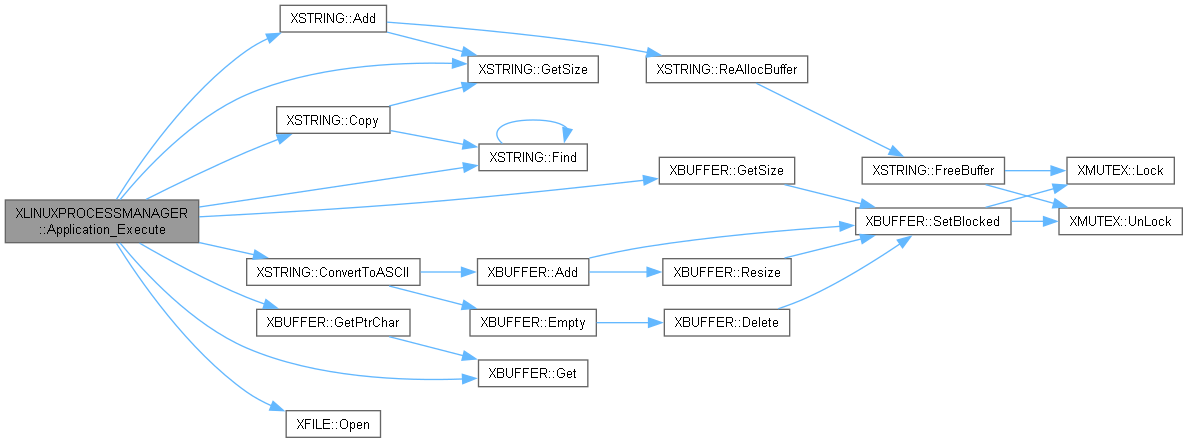 XLINUXPROCESSMANAGER
::Application_Execute
XSTRING::Add
XSTRING::GetSize
XSTRING::ReAllocBuffer
XSTRING::Copy
XSTRING::Find
XSTRING::FreeBuffer
XMUTEX::Lock
XMUTEX::UnLock
XBUFFER::GetSize
XBUFFER::SetBlocked
XSTRING::ConvertToASCII
XBUFFER::Add
XBUFFER::Resize
XBUFFER::GetPtrChar
XBUFFER::Empty
XBUFFER::Delete
XBUFFER::Get
XFILE::Open